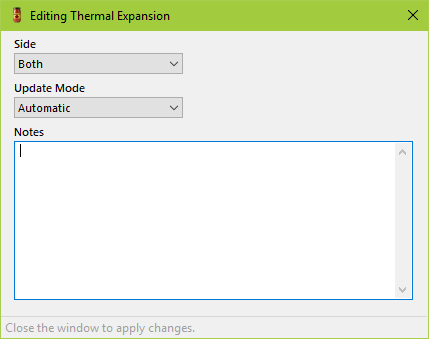 Editing Thermal Expansion
Side
Both
Update Mode
Automatic
Notes
Close the window to apply changes.